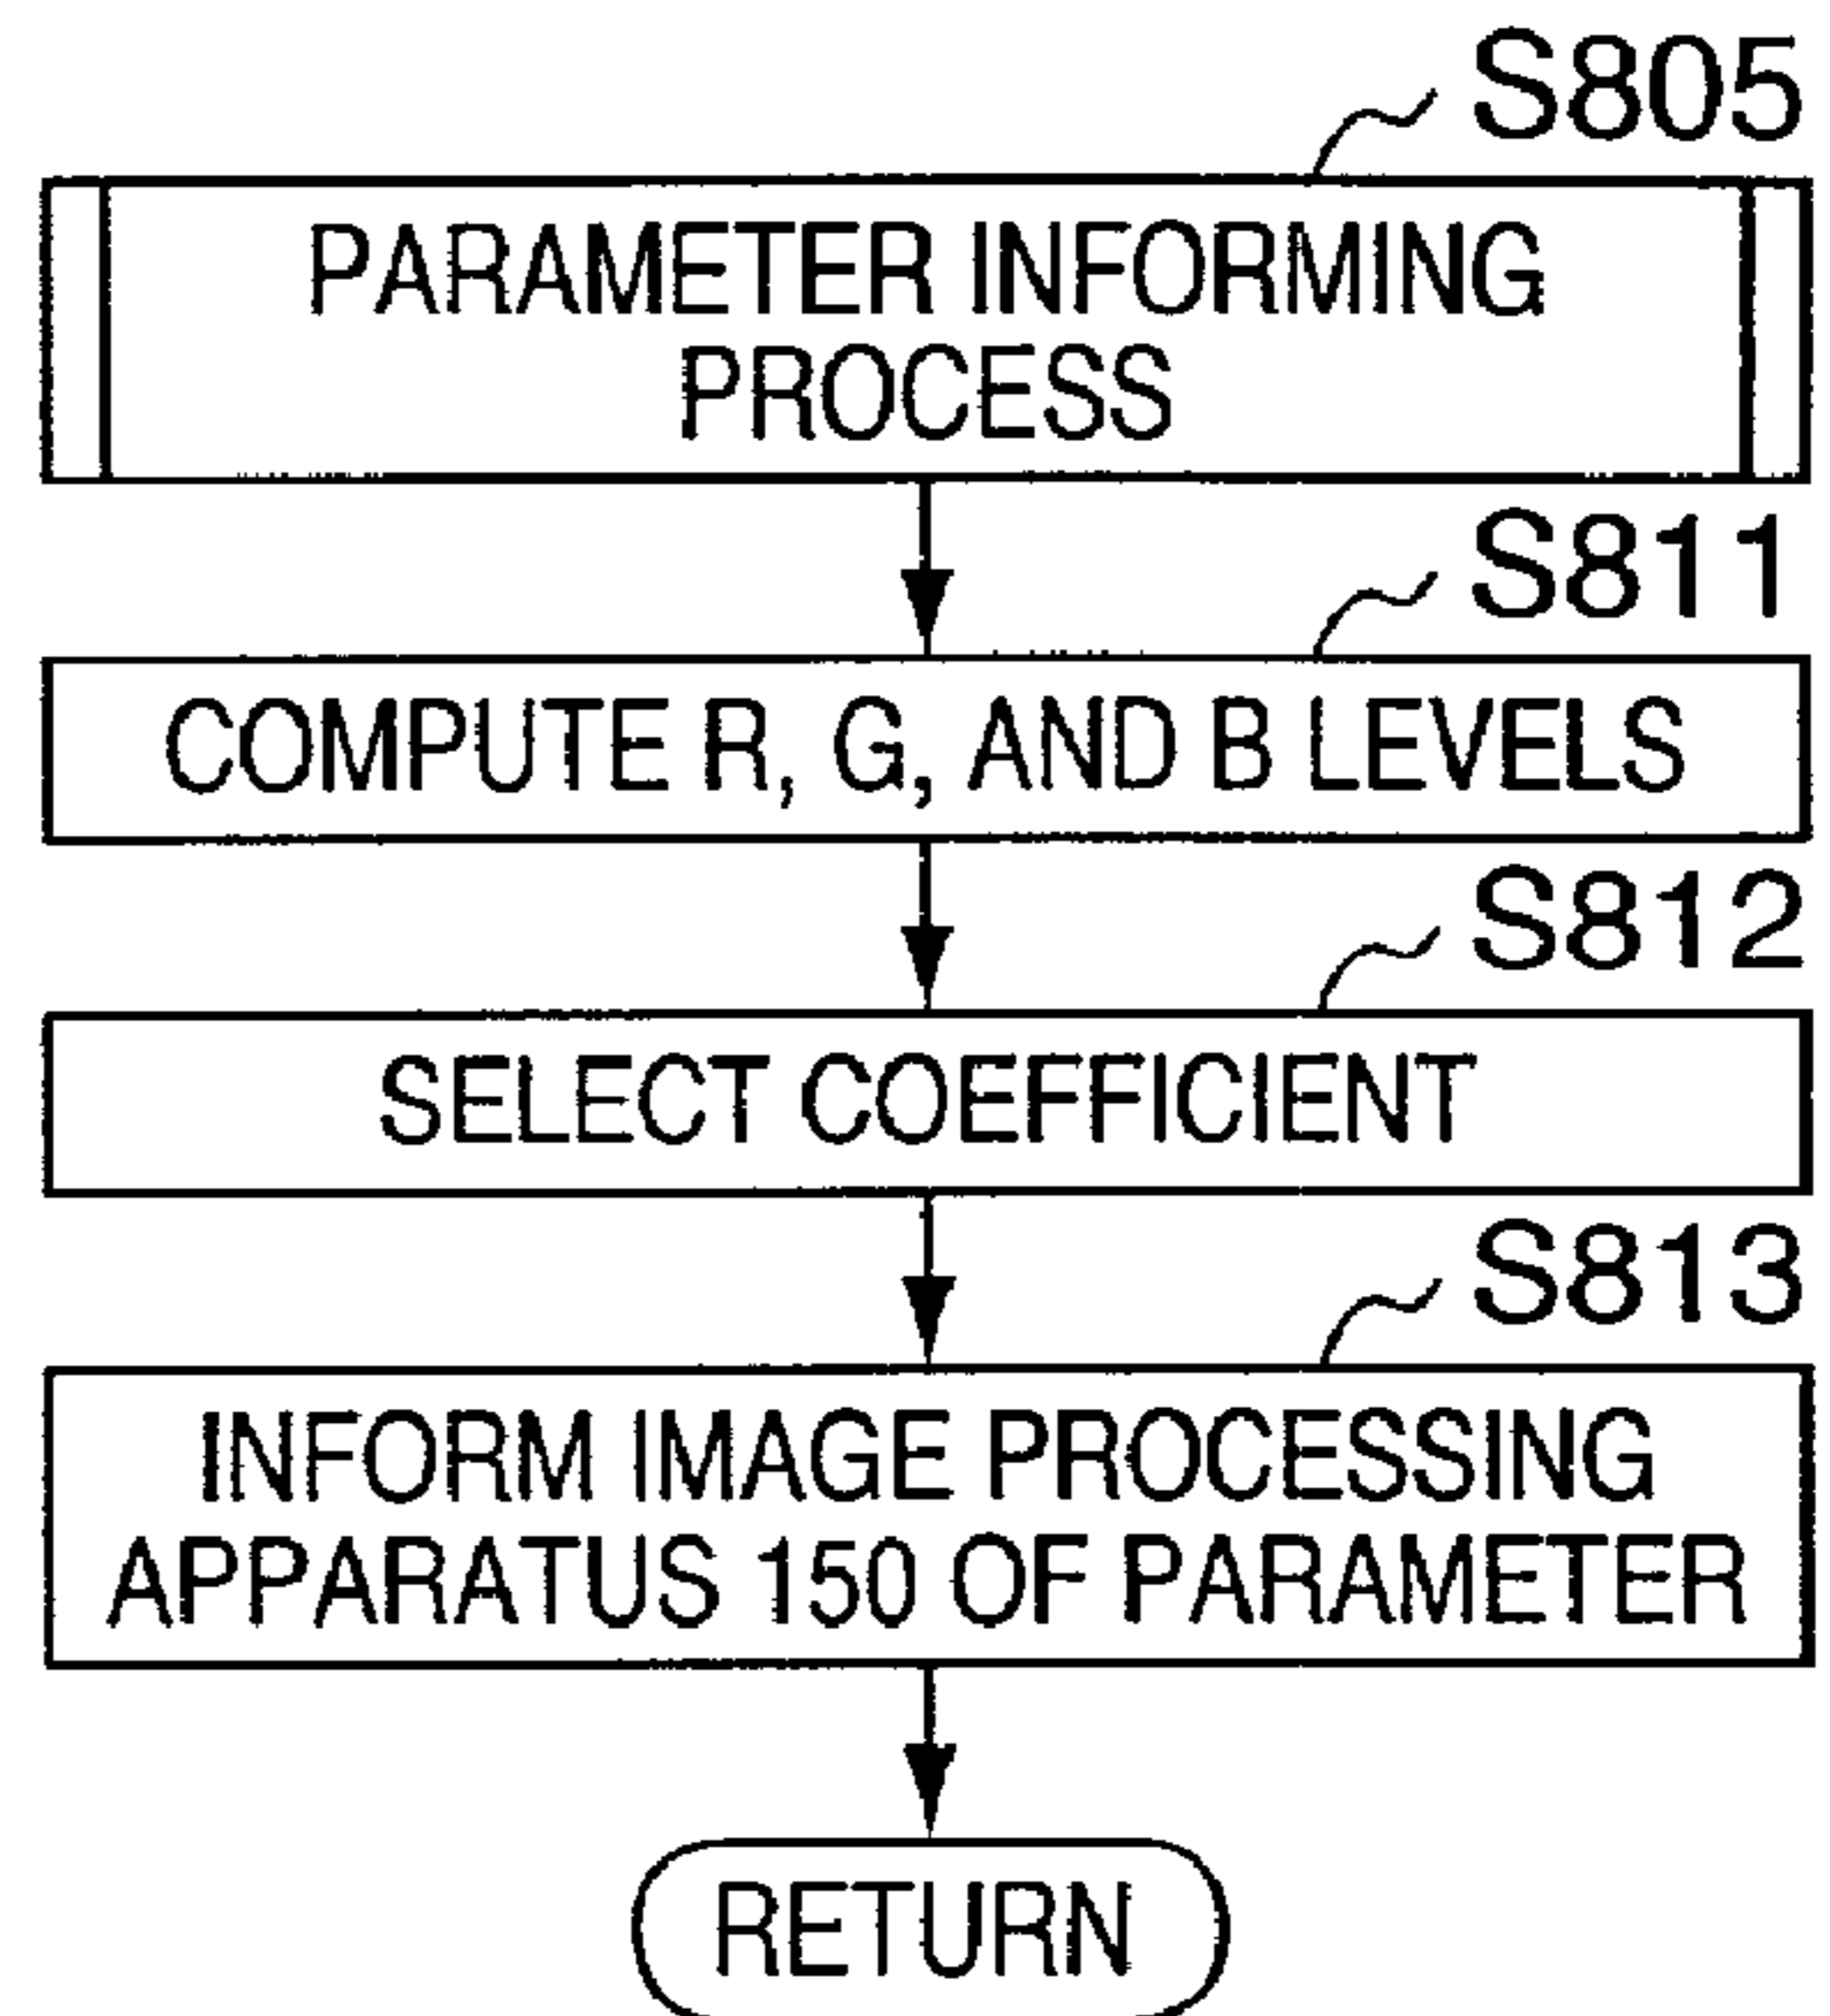 S805
PARAMETER INFORMING
PROCESS
S811
COMPUTE R, G, AND B LEVELS
S812
SELECT COEFFICIENT
S813
INFORM IMAGE PROCESSING
APPARATUS 150 OF PARAMETER
RETURN